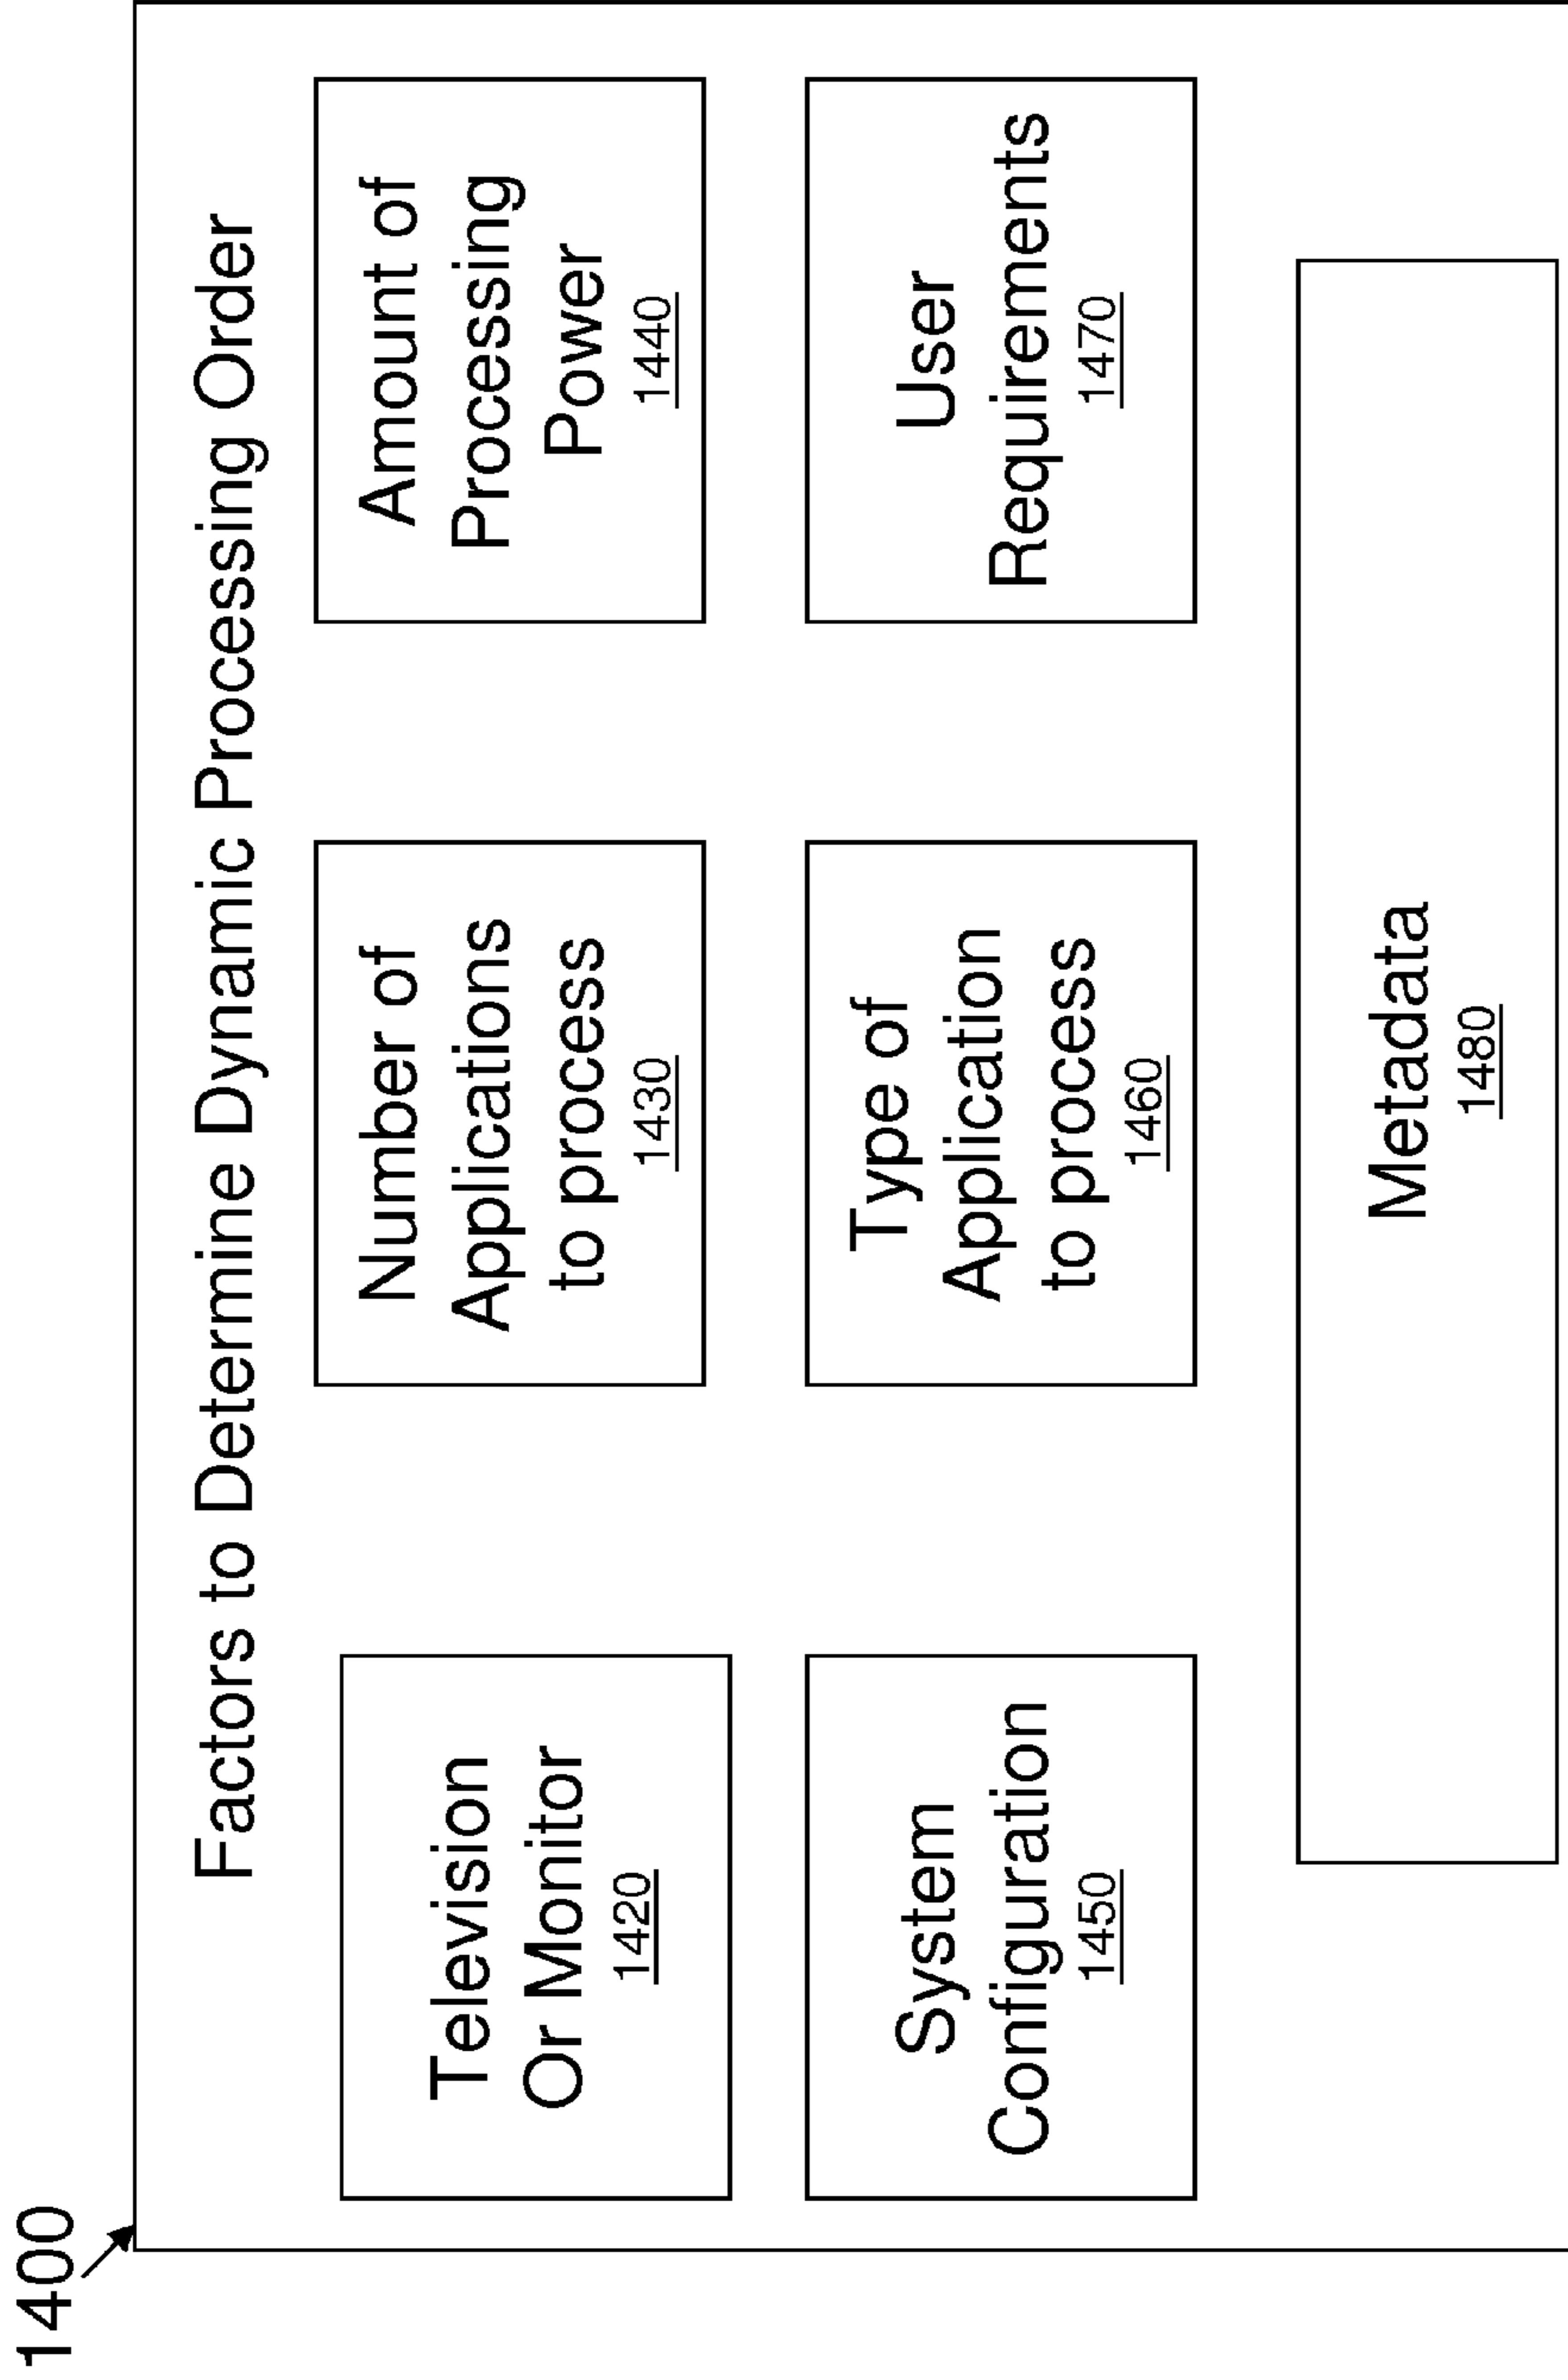 1400
Factors to Determine Dynamic Processing Order
Television
Or Monitor
1420
Number of
Applications
to process
1430
Amount of
Processing
Power
1440
System
Configuration
1450
Type of
Application
to process
1460
User
Requirements
1470
Metadata
1480